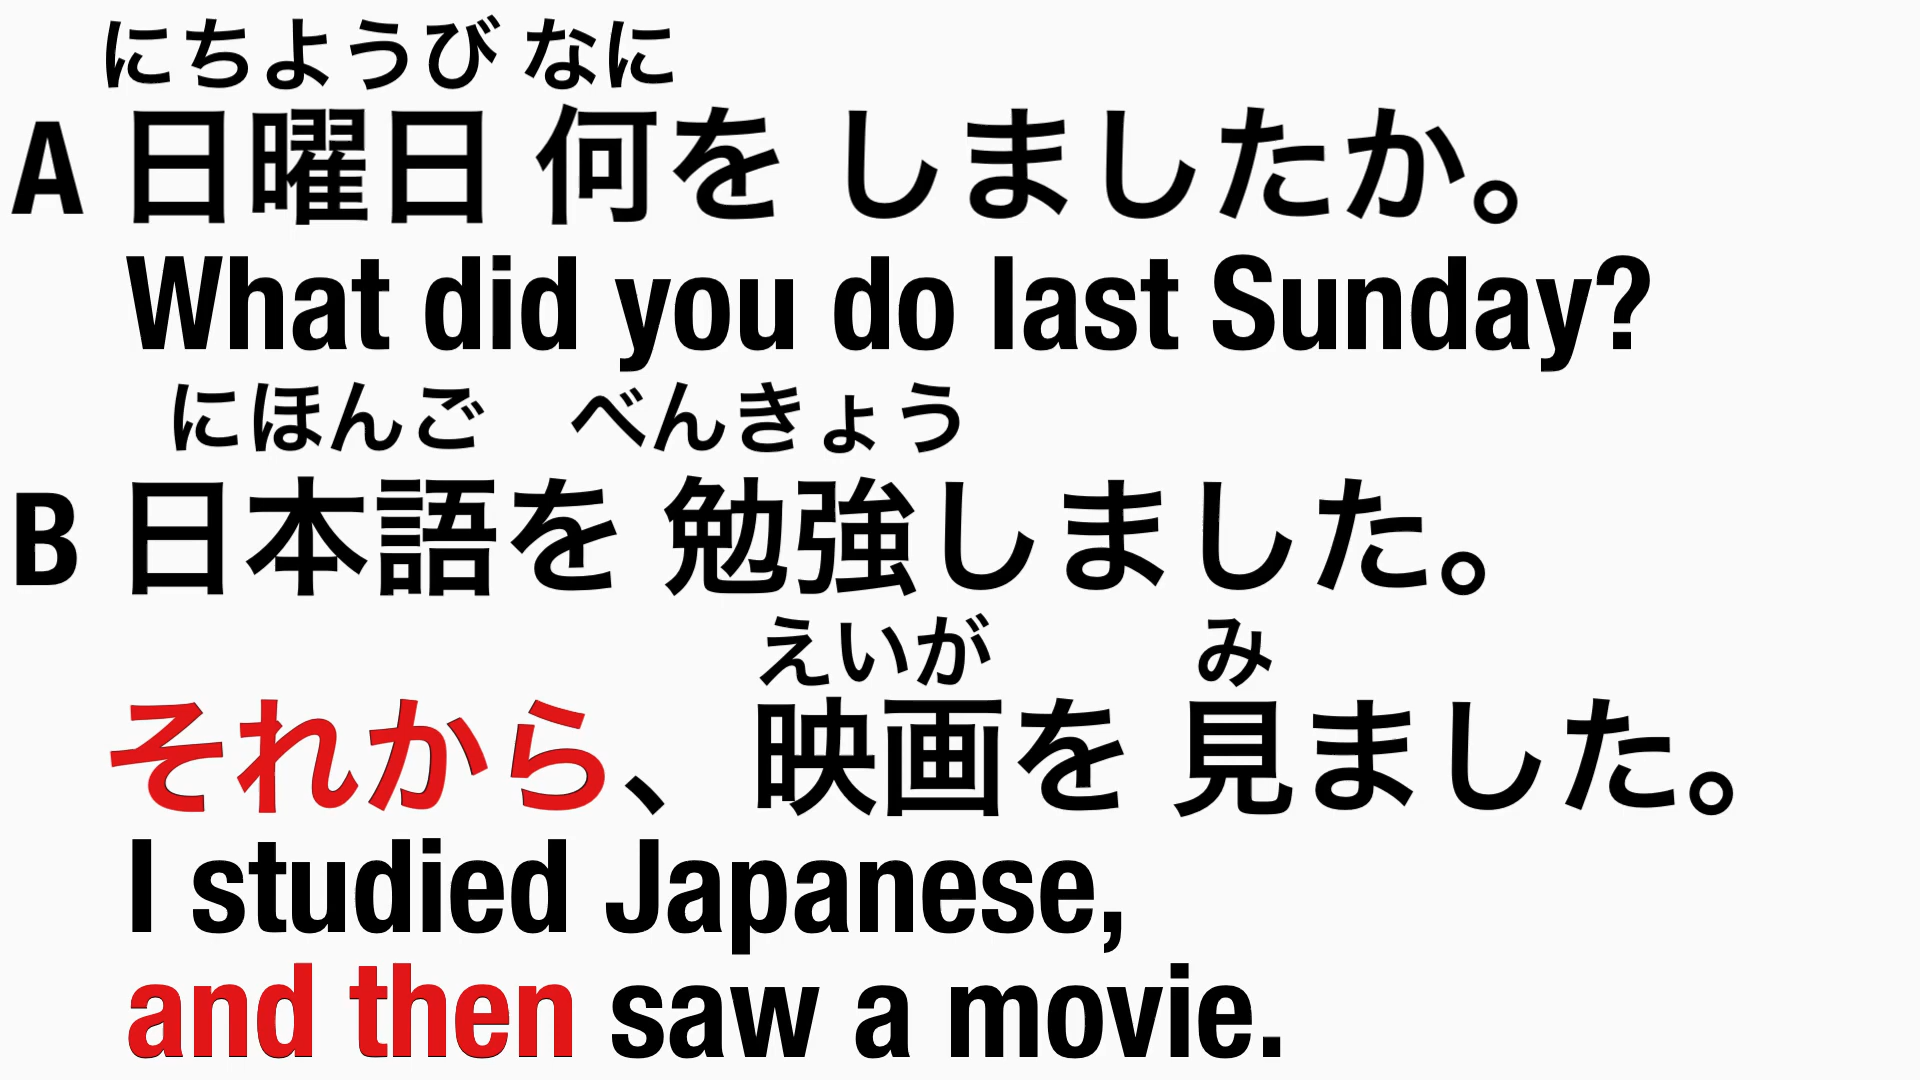 にちようび なに
A 日曜日 何を しましたか。
What did you do last Sunday?
にほんご べんきょう
B 日本語を 勉強しました。
えいが み
それから、 映画を 見ました。
I studied Japanese,
and then saw a movie.